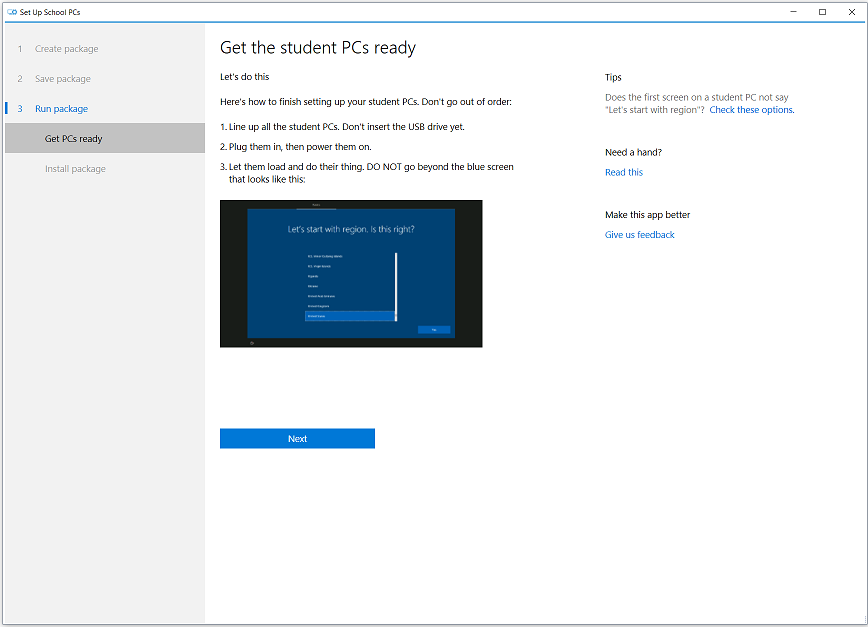 Set Up School PCs
1 Create package
2 Save package
3 Run package
Get PCs ready
Install package
Get the student PCs ready
Let's do this
Here's how to finish setting up your student PCs. Don't go out of order:
1. Line up all the student PCs. Don't insert the USB drive yet.
2. Plug them in, then power them on.
3. Let them load and do their thing. DO NOT go beyond the blue screen
that looks like this:
Let's start with region. Is this right?
Next
Tips
Does the first screen on a student PC not say
"Let's start with region"? Check these options.
Need a hand?
Read this
Make this app better
Give us feedback